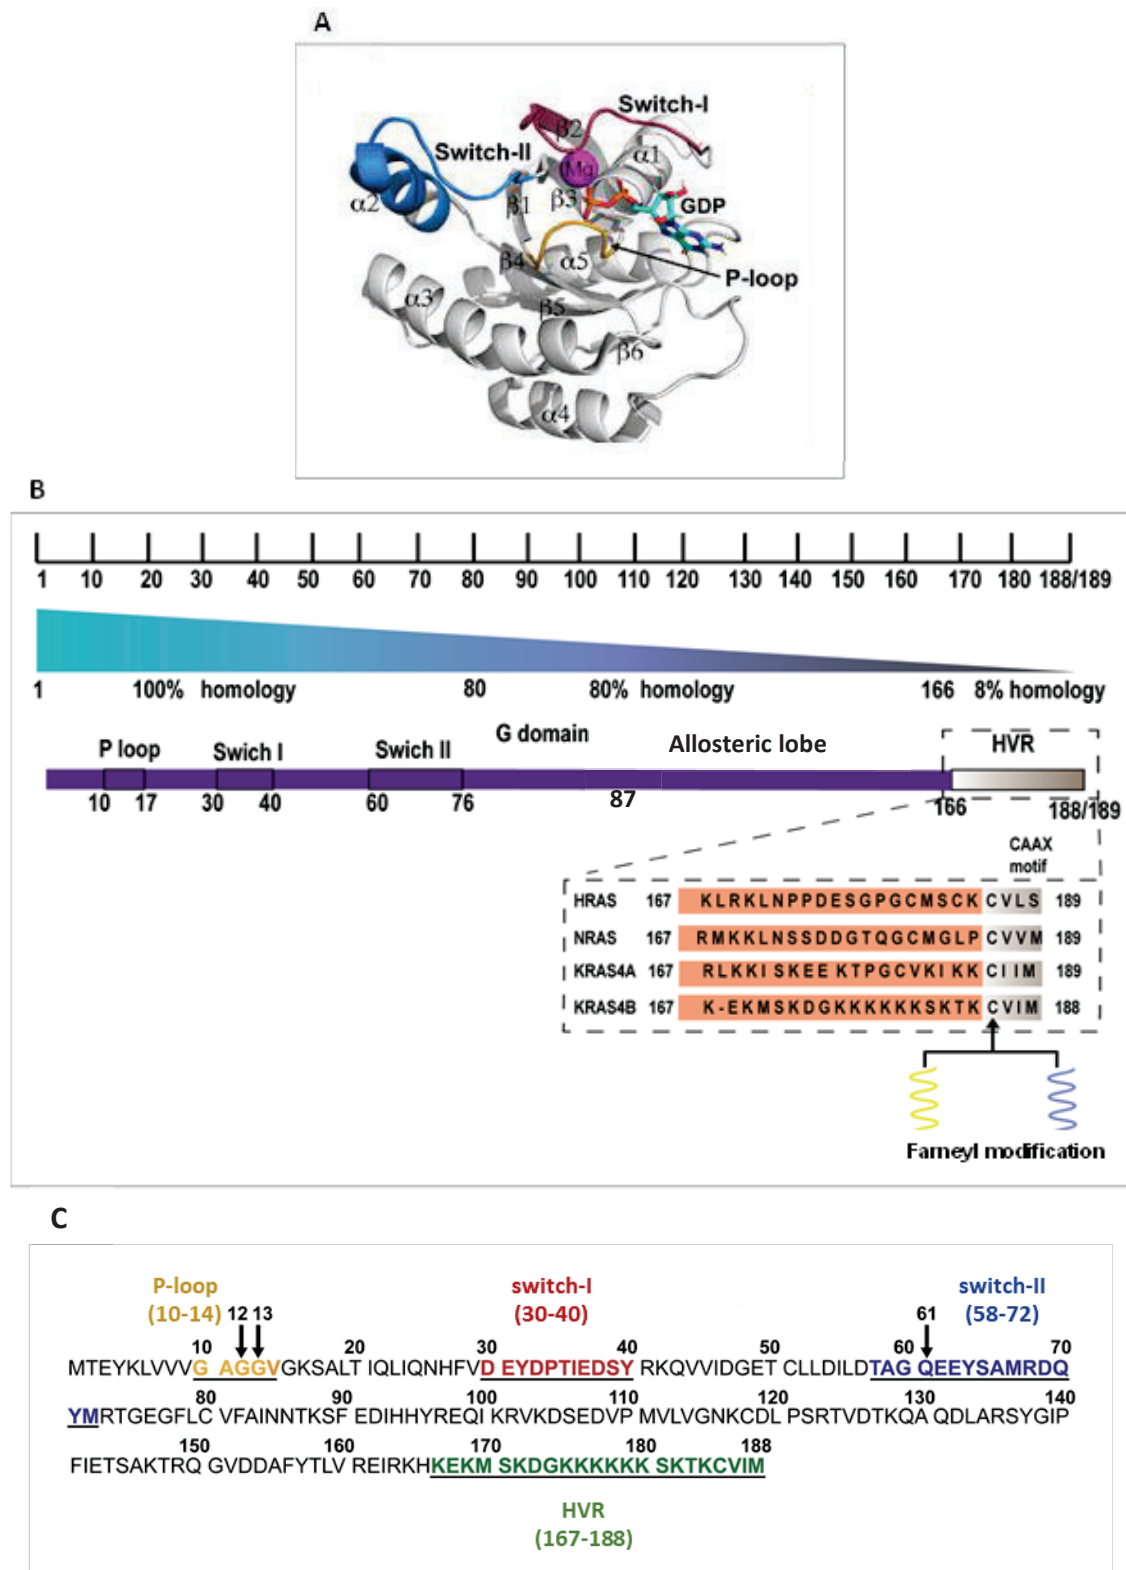 A
Switch-I
β2
Switch-II
Mg
α1
α2
β1
β3
GDP
β4
α5
P-loop
α3
β5
β6
α4
B
1 10 20 30 40 50 60 70 80 90 100 110 120 130 140 150 160 170 180 188/189
1 100% homology 80 80% homology 166 8% homology
P loop Swich I Swich II G domain Allosteric lobe HVR
10 17 30 40 60 76 87 166 188/189
CAAX
motif
HRAS 167 KLRKLNPPDESGPGCMSCK CVLS 189
NRAS 167 RMKKLNSSDDGTQGCMGLP CVVM 189
KRAS4A 167 RLKKISKEEKTPGCVKIKK CIIM 189
KRAS4B 167 K-EKMSKDGKKKKKKSKTK CVIM 188
Farneyl modification
C
P-loop switch-I switch-II
(10-14) 12 13 (30-40) 61 (58-72)
10 20 30 40 50 60 70
MTEYKLVVVG AGGVGKSALT IQLIQNHFVD EYDPTIEDSY RKQVVIDGET CLLDILDTAG QEEYSAMRDQ
80 90 100 110 120 130 140
YMRTGEGFLC VFAINNTKSF EDIHHYREQI KRVKDSEDVP MVLVGNKCDL PSRTVDTKQA QDLARSYGIP
150 160 170 180 188
FIETSAKTRQ GVDDAFYTLV REIRKHKEKM SKDGKKKKKK SKTKCVIM
HVR
(167-188)